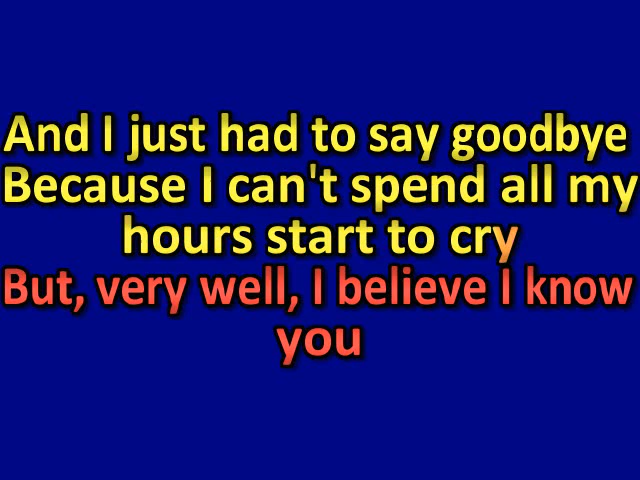 And I just had to say goodbye
Because I can't spend all my
hours start to cry
But, very well, I believe I know
you